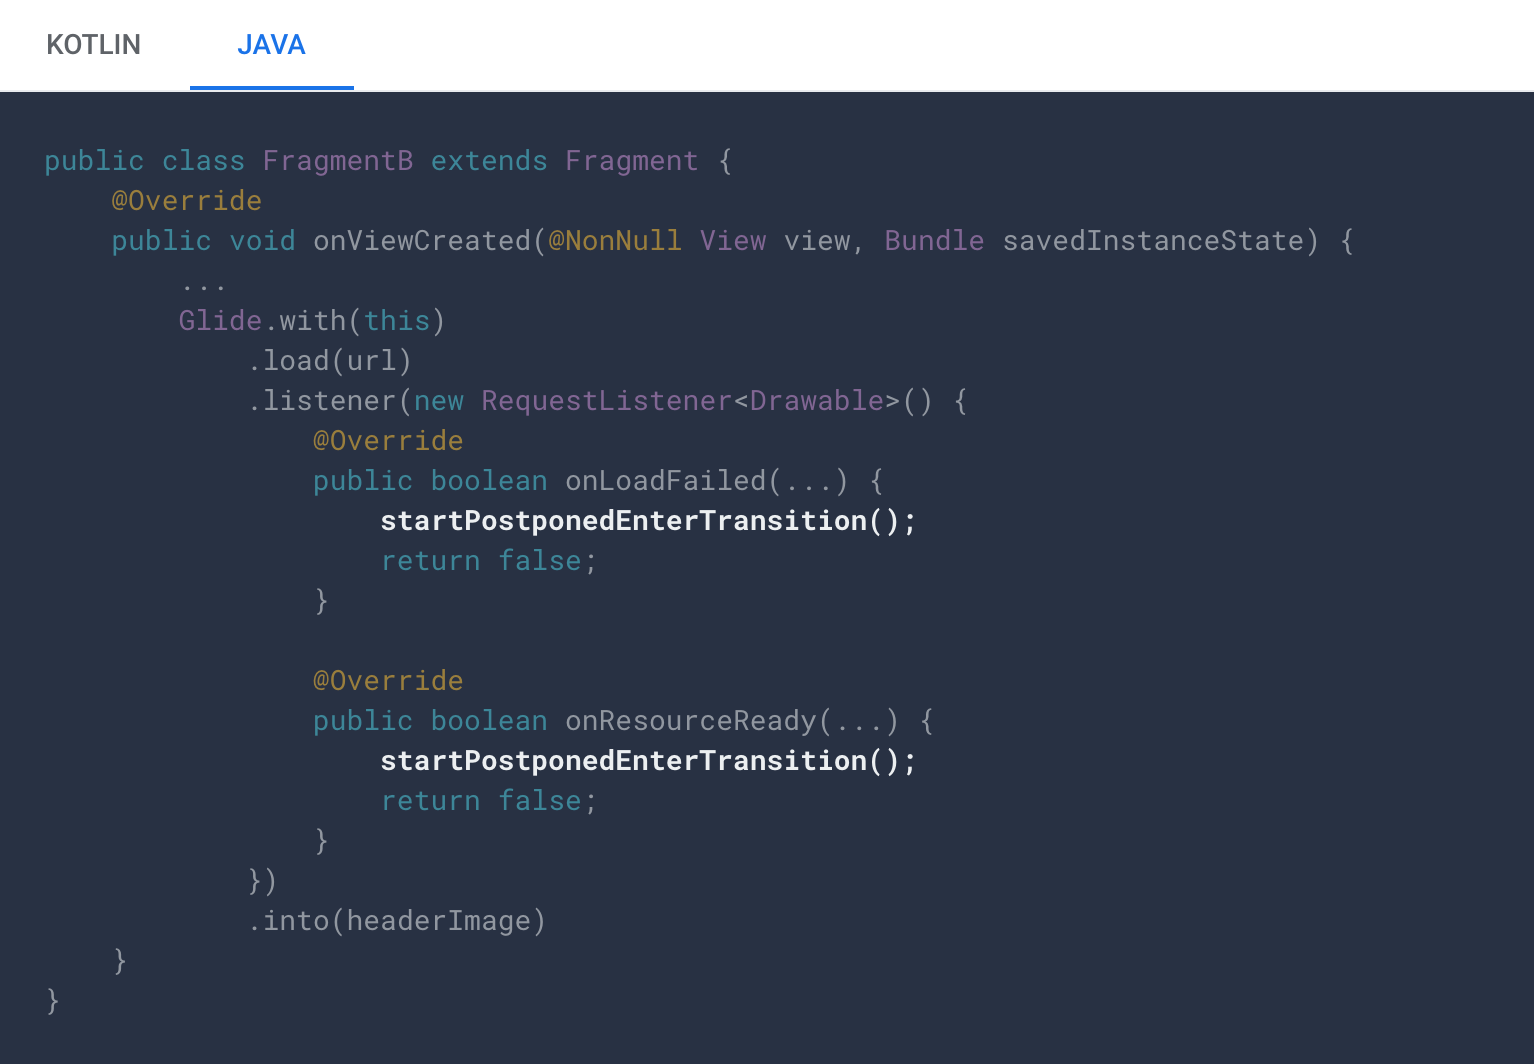 KOTLIN JAVA
public class FragmentB extends Fragment {
    @Override
    public void onViewCreated(@NonNull View view, Bundle savedInstanceState) {
        ...
        Glide.with(this)
            .load(url)
            .listener(new RequestListener<Drawable>() {
                @Override
                public boolean onLoadFailed(...) {
                    startPostponedEnterTransition();
                    return false;
                }

                @Override
                public boolean onResourceReady(...) {
                    startPostponedEnterTransition();
                    return false;
                }
            })
            .into(headerImage)
    }
}